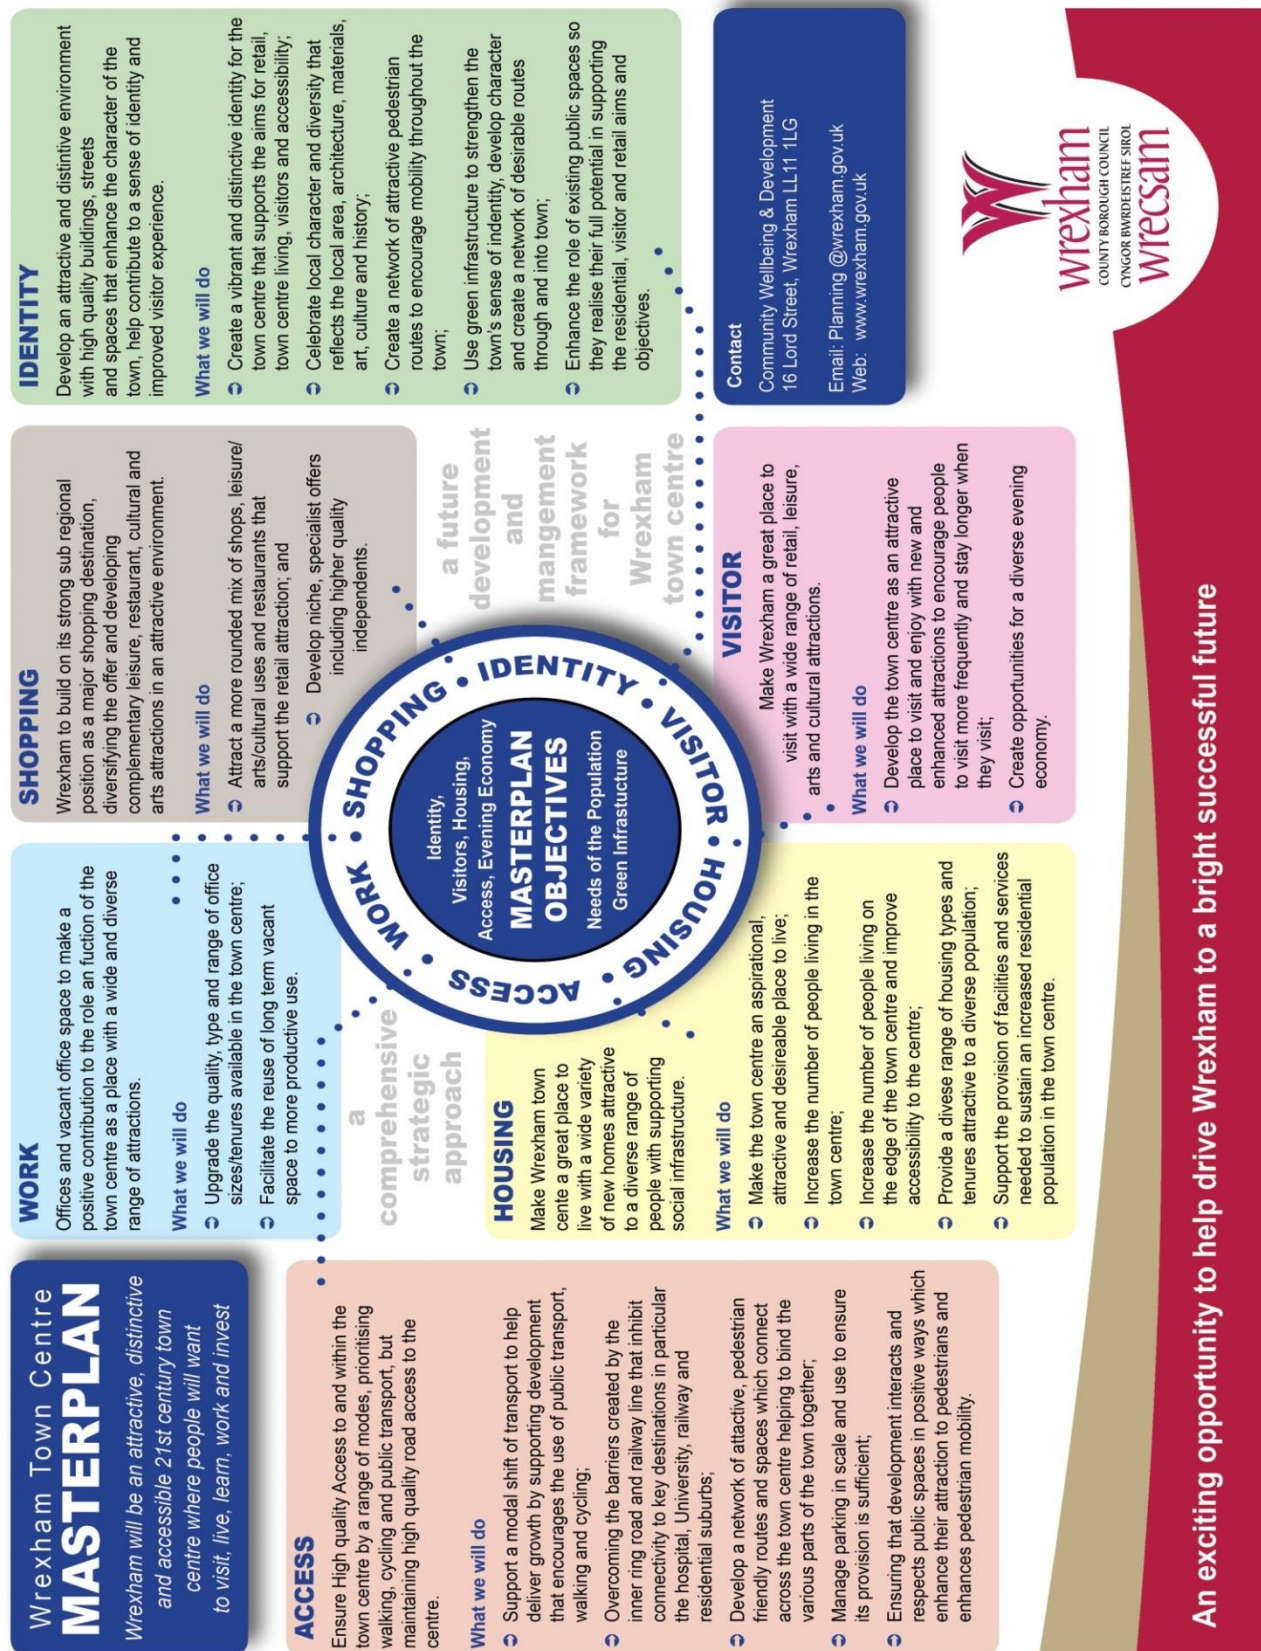 Wrexham Town Centre
MASTERPLAN
Wrexham will be an attractive, distinctive
and accessible 21st century town
centre where people will want
to visit, live, learn, work and invest
WORK
Offices and vacant office space to make a
positive contribution to the role an fuction of the
town centre as a place with a wide and diverse
range of attractions.
What we will do
➲ Upgrade the quality, type and range of office
sizes/tenures available in the town centre;
➲ Facilitate the reuse of long term vacant
space to more productive use.
SHOPPING
Wrexham to build on its strong sub regional
position as a major shopping destination,
diversifying the offer and developing
complementary leisure, restaurant, cultural and
arts attractions in an attractive environment.
What we will do
➲ Attract a more rounded mix of shops, leisure/
arts/cultural uses and restaurants that
support the retail attraction; and
➲ Develop niche, specialist offers
including higher quality
independents.
IDENTITY
Develop an attractive and distintive environment
with high quality buildings, streets
and spaces that enhance the character of the
town, help contribute to a sense of identity and
improved visitor experience.
What we will do
➲ Create a vibrant and distinctive identity for the
town centre that supports the aims for retail,
town centre living, visitors and accessibility;
➲ Celebrate local character and diversity that
reflects the local area, architecture, materials,
art, culture and history;
➲ Create a network of attractive pedestrian
routes to encourage mobility throughout the
town;
➲ Use green infrastructure to strengthen the
town's sense of indentity, develop character
and create a network of desirable routes
through and into town;
➲ Enhance the role of existing public spaces so
they realise their full potential in supporting
the residential, visitor and retail aims and
objectives.
ACCESS
Ensure High quality Access to and within the
town centre by a range of modes, prioritising
walking, cycling and public transport, but
maintaining high quality road access to the
centre.
What we will do
➲ Support a modal shift of transport to help
deliver growth by supporting development
that encourages the use of public transport,
walking and cycling;
➲ Overcoming the barriers created by the
inner ring road and railway line that inhibit
connectivity to key destinations in particular
the hospital, University, railway and
residential suburbs;
➲ Develop a network of attactive, pedestrian
friendly routes and spaces which connect
across the town centre helping to bind the
various parts of the town together;
➲ Manage parking in scale and use to ensure
its provision is sufficient;
➲ Ensuring that development interacts and
respects public spaces in positive ways which
enhance their attraction to pedestrians and
enhances pedestrian mobility.
a
comprehensive
strategic
approach
WORK • SHOPPING • IDENTITY • VISITOR • HOUSING • ACCESS •
Identity,
Visitors, Housing,
Access, Evening Economy
MASTERPLAN
OBJECTIVES
Needs of the Population
Green Infrastucture
a future
development
and
mangement
framework
for
Wrexham
town centre
HOUSING
Make Wrexham town
cente a great place to
live with a wide variety
of new homes attractive
to a diverse range of
people with supporting
social infrastructure.
What we will do
➲ Make the town centre an aspirational,
attractive and desireable place to live;
➲ Increase the number of people living in the
town centre;
➲ Increase the number of people living on
the edge of the town centre and improve
accessibility to the centre;
➲ Provide a divese range of housing types and
tenures attractive to a diverse population;
➲ Support the provision of facilities and services
needed to sustain an increased residential
population in the town centre.
VISITOR
Make Wrexham a great place to
visit with a wide range of retail, leisure,
arts and cultural attractions.
What we will do
➲ Develop the town centre as an attractive
place to visit and enjoy with new and
enhanced attractions to encourage people
to visit more frequently and stay longer when
they visit;
➲ Create opportunities for a diverse evening
economy.
Contact
Community Wellbeing & Development
16 Lord Street, Wrexham LL11 1LG
Email: Planning @wrexham.gov.uk
Web: www.wrexham.gov.uk
wrexham
COUNTY BOROUGH COUNCIL
CYNGOR BWRDEISTREF SIROL
wrecsam
An exciting opportunity to help drive Wrexham to a bright successful future